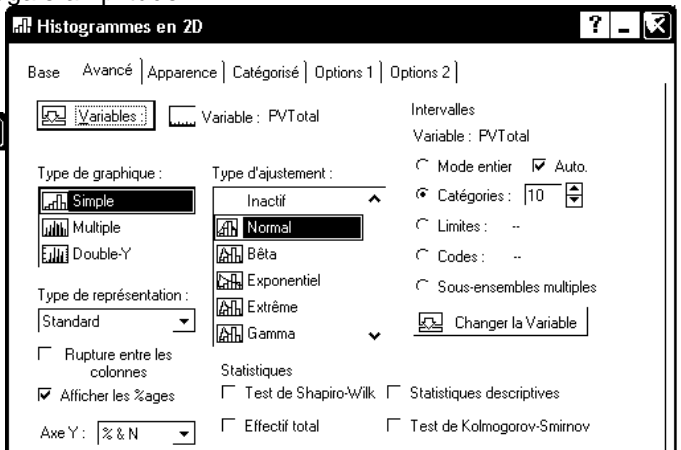 Histogrammes en 2D
Base Avancé Apparence Catégorisé Options 1 Options 2
Variables : Variable : PVTotal
Intervalles
Variable : PVTotal
Type de graphique :
Simple
Multiple
Double-Y
Type d'ajustement :
Inactif
Normal
Bêta
Exponentiel
Extrême
Gamma
Mode entier Auto.
Catégories : 10
Limites : --
Codes : --
Sous-ensembles multiples
Changer la Variable
Type de représentation :
Standard
Rupture entre les
colonnes
Afficher les %ages
Axe Y : % & N
Statistiques
Test de Shapiro-Wilk Statistiques descriptives
Effectif total Test de Kolmogorov-Smirnov